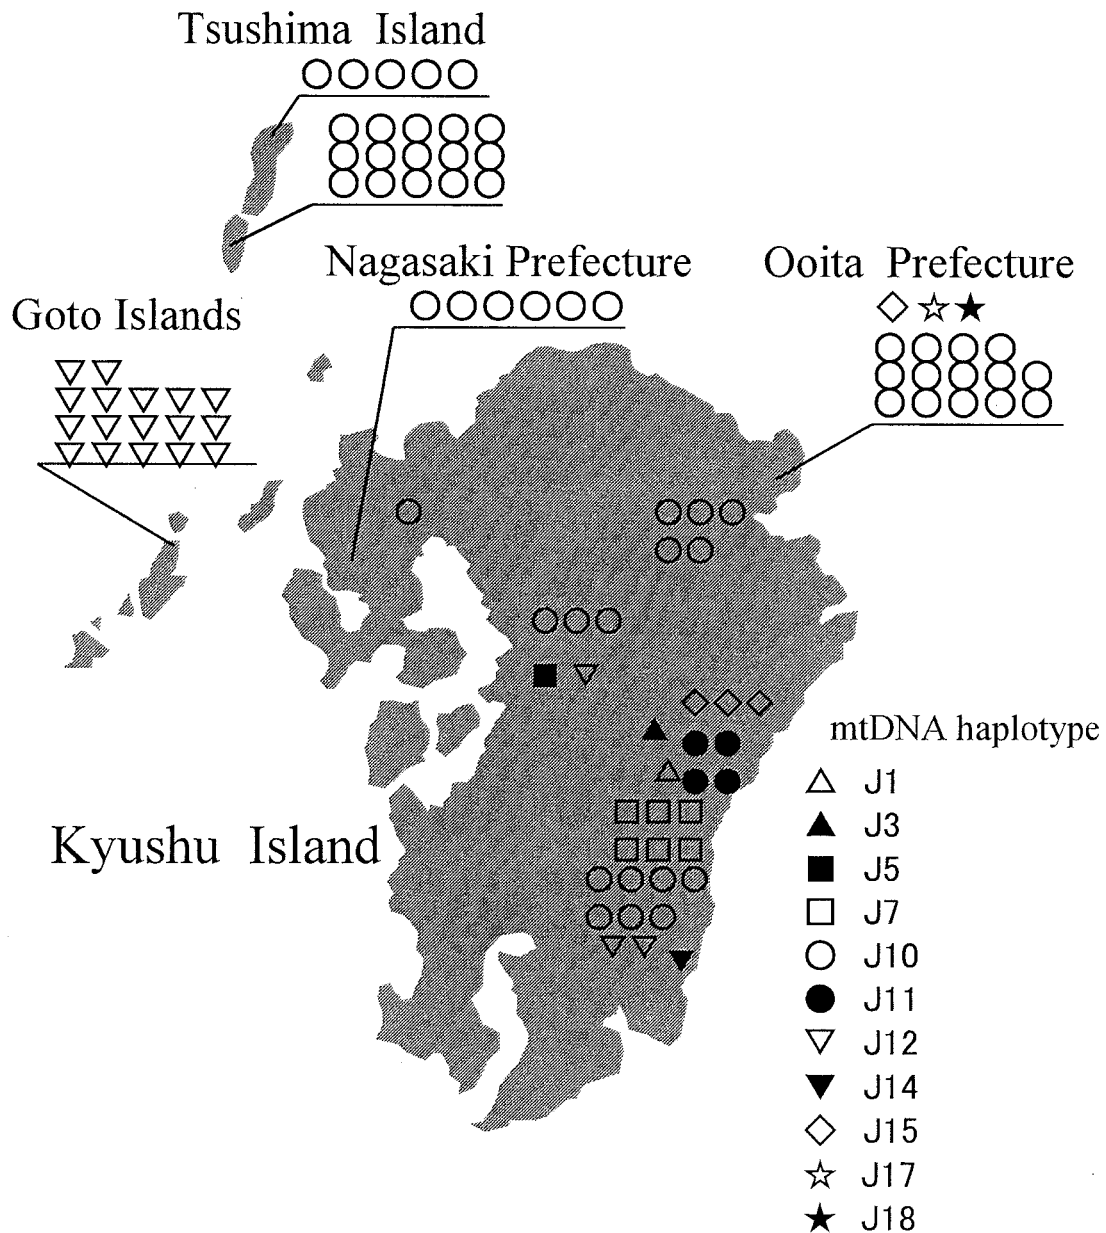 Tsushima Island
Nagasaki Prefecture
Ooita Prefecture
Goto Islands
Kyushu Island
mtDNA haplotype
J1
J3
J5
J7
J10
J11
J12
J14
J15
J17
J18